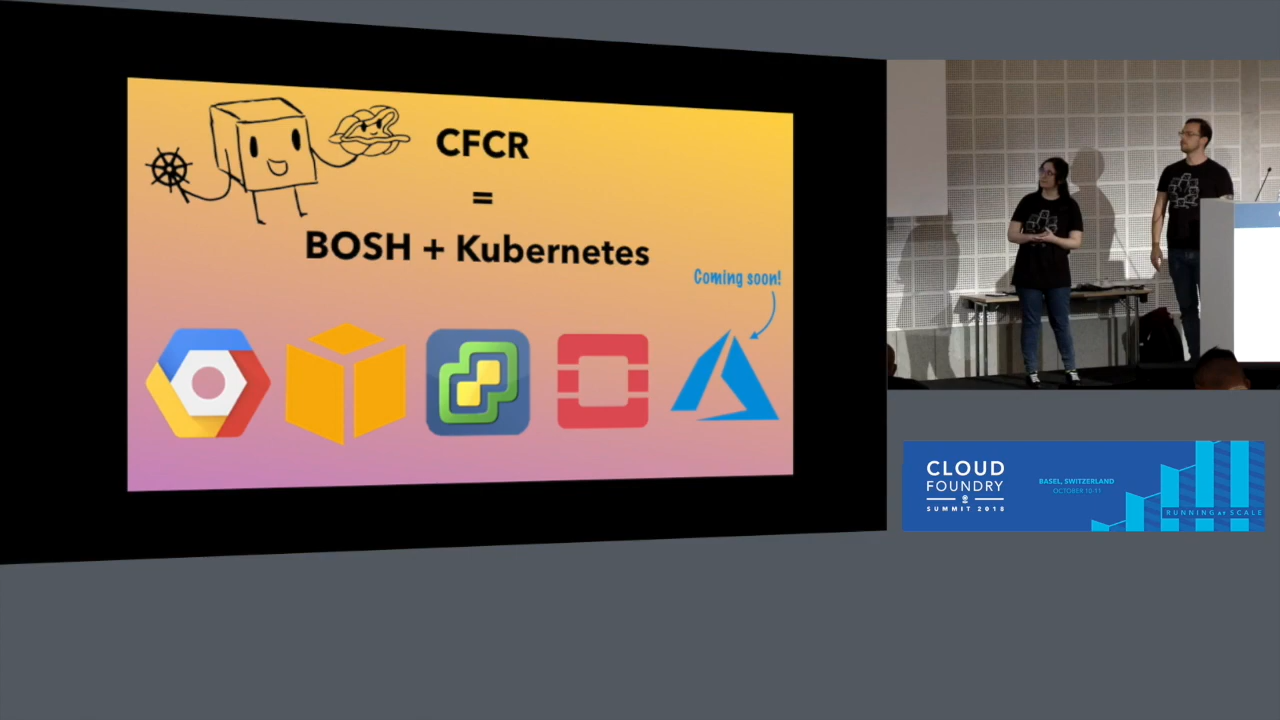 CFCR
=
BOSH + Kubernetes
Coming soon!
CLOUD
FOUNDRY
SUMMIT 2018
BASEL, SWITZERLAND
OCTOBER 10-11
RUNNING AT SCALE